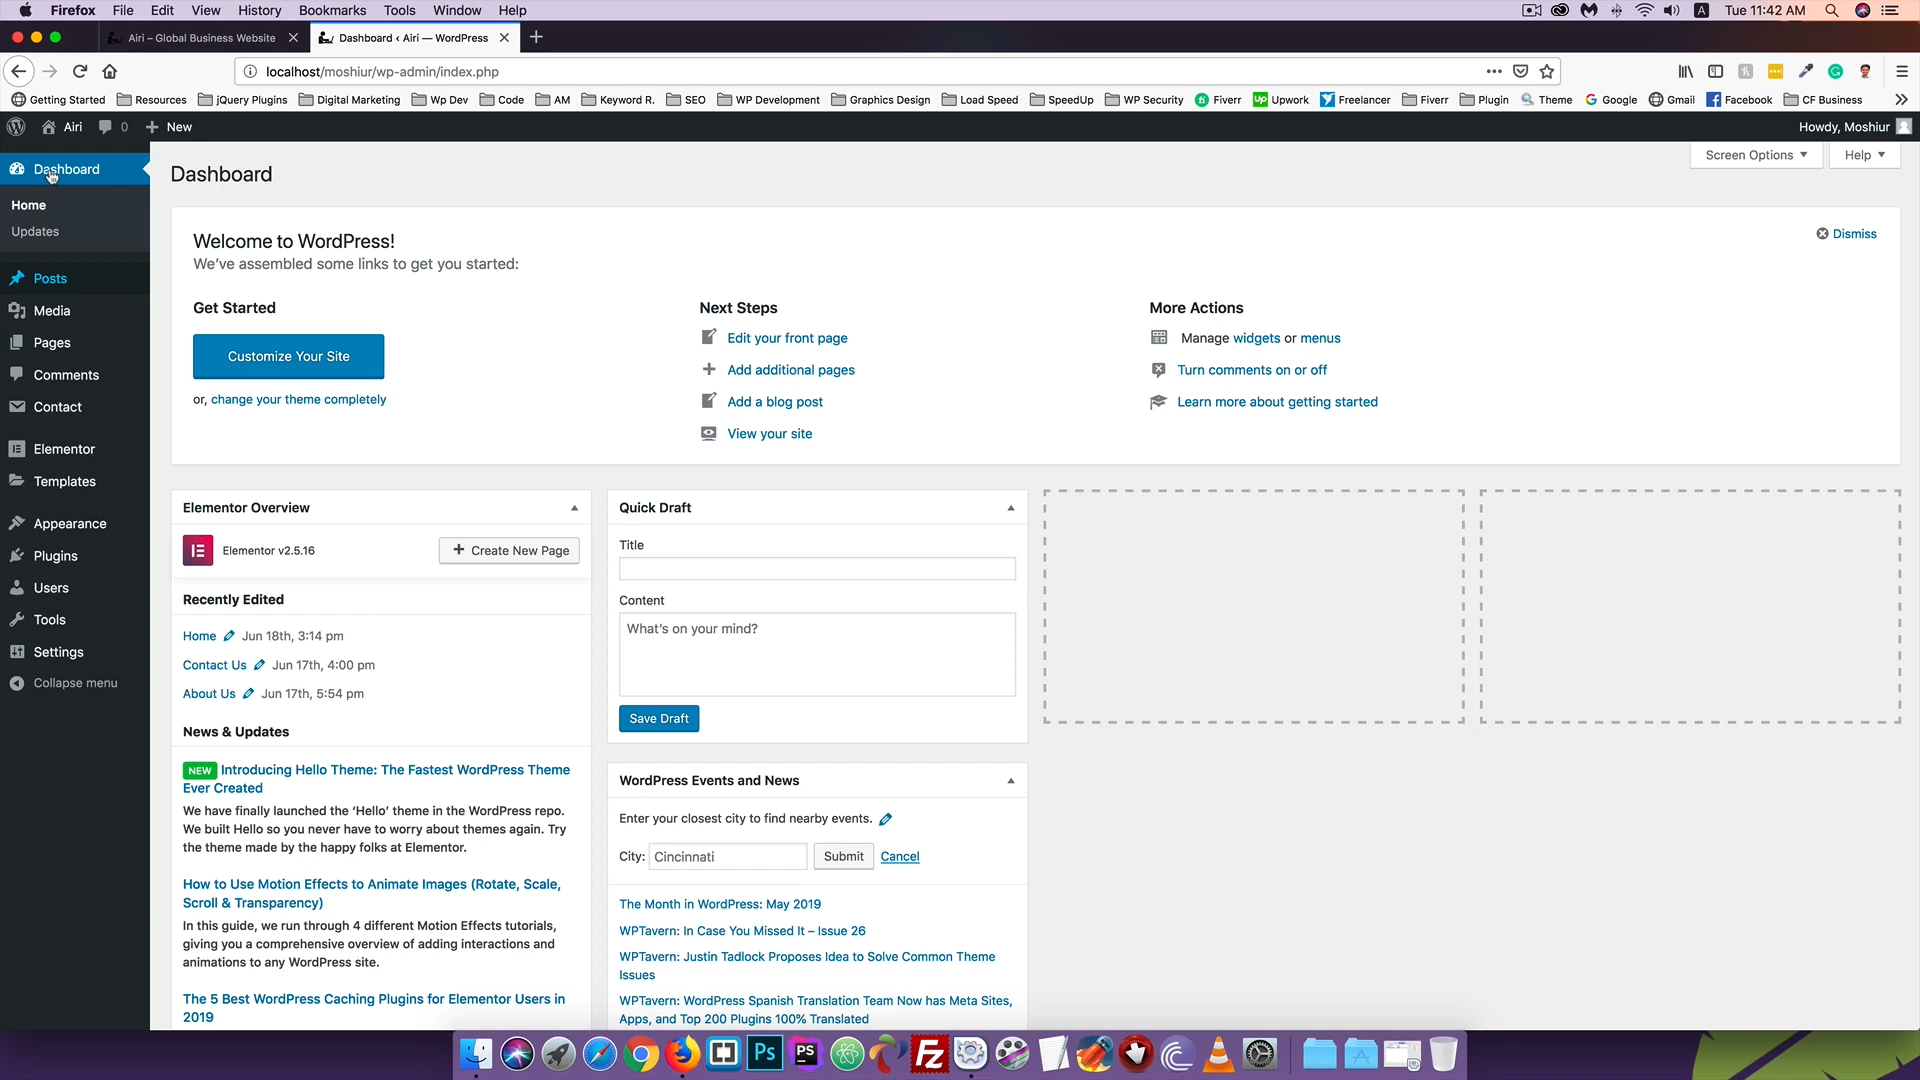 Firefox File Edit View History Bookmarks Tools Window Help
Tue 11:42 AM
Airi – Global Business Website
Dashboard ‹ Airi — WordPress
localhost/moshiur/wp-admin/index.php
Getting Started Resources jQuery Plugins Digital Marketing Wp Dev Code AM Keyword R. SEO WP Development Graphics Design Load Speed SpeedUp WP Security Fiverr Upwork Freelancer Fiverr Plugin Theme Google Gmail Facebook CF Business
Airi 0 New
Howdy, Moshiur
Dashboard
Home
Updates
Posts
Media
Pages
Comments
Contact
Elementor
Templates
Appearance
Plugins
Users
Tools
Settings
Collapse menu
Screen Options
Help
Dashboard
Welcome to WordPress!
We've assembled some links to get you started:
Dismiss
Get Started
Customize Your Site
or, change your theme completely
Next Steps
Edit your front page
Add additional pages
Add a blog post
View your site
More Actions
Manage widgets or menus
Turn comments on or off
Learn more about getting started
Elementor Overview
Elementor v2.5.16
Create New Page
Recently Edited
Home Jun 18th, 3:14 pm
Contact Us Jun 17th, 4:00 pm
About Us Jun 17th, 5:54 pm
News & Updates
NEW Introducing Hello Theme: The Fastest WordPress Theme
Ever Created
We have finally launched the 'Hello' theme in the WordPress repo.
We built Hello so you never have to worry about themes again. Try
the theme made by the happy folks at Elementor.
How to Use Motion Effects to Animate Images (Rotate, Scale,
Scroll & Transparency)
In this guide, we run through 4 different Motion Effects tutorials,
giving you a comprehensive overview of adding interactions and
animations to any WordPress site.
The 5 Best WordPress Caching Plugins for Elementor Users in
2019
Quick Draft
Title
Content
What's on your mind?
Save Draft
WordPress Events and News
Enter your closest city to find nearby events.
City: Cincinnati Submit Cancel
The Month in WordPress: May 2019
WPTavern: In Case You Missed It – Issue 26
WPTavern: Justin Tadlock Proposes Idea to Solve Common Theme
Issues
WPTavern: WordPress Spanish Translation Team Now has Meta Sites,
Apps, and Top 200 Plugins 100% Translated
Ps
PS
FZ